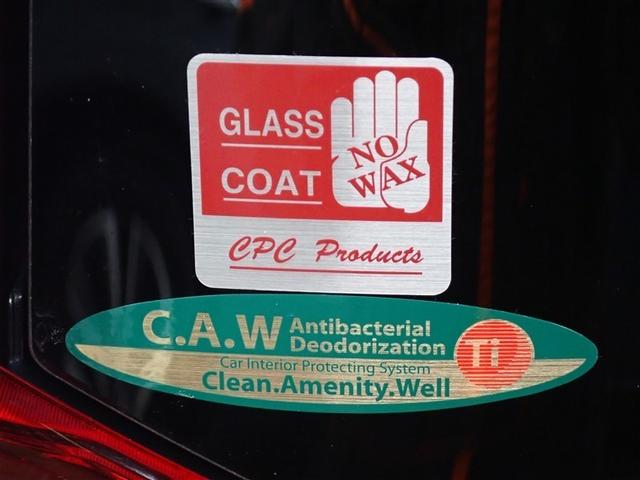 GLASS
COAT
NO
WAX
CPC Products
C.A.W Antibacterial
Deodorization
Ti
Car Interior Protecting System
Clean.Amenity.Well